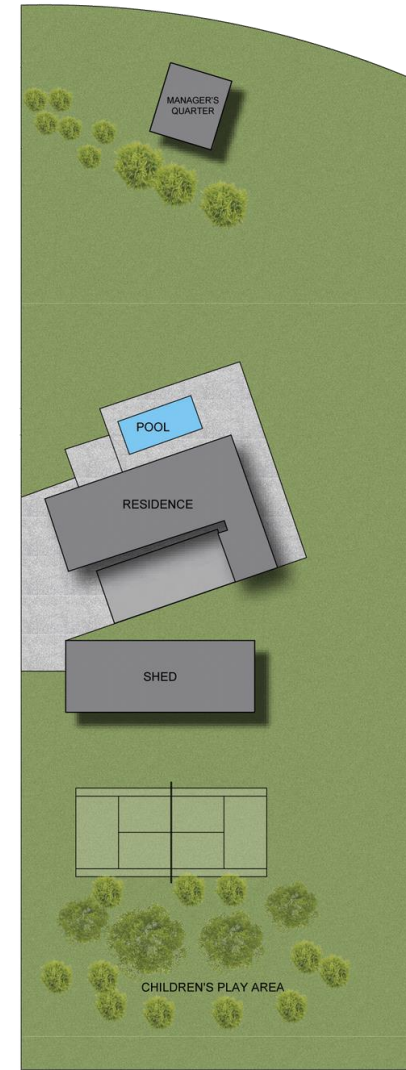 MANAGER'S
QUARTER
POOL
RESIDENCE
SHED
CHILDREN'S PLAY AREA